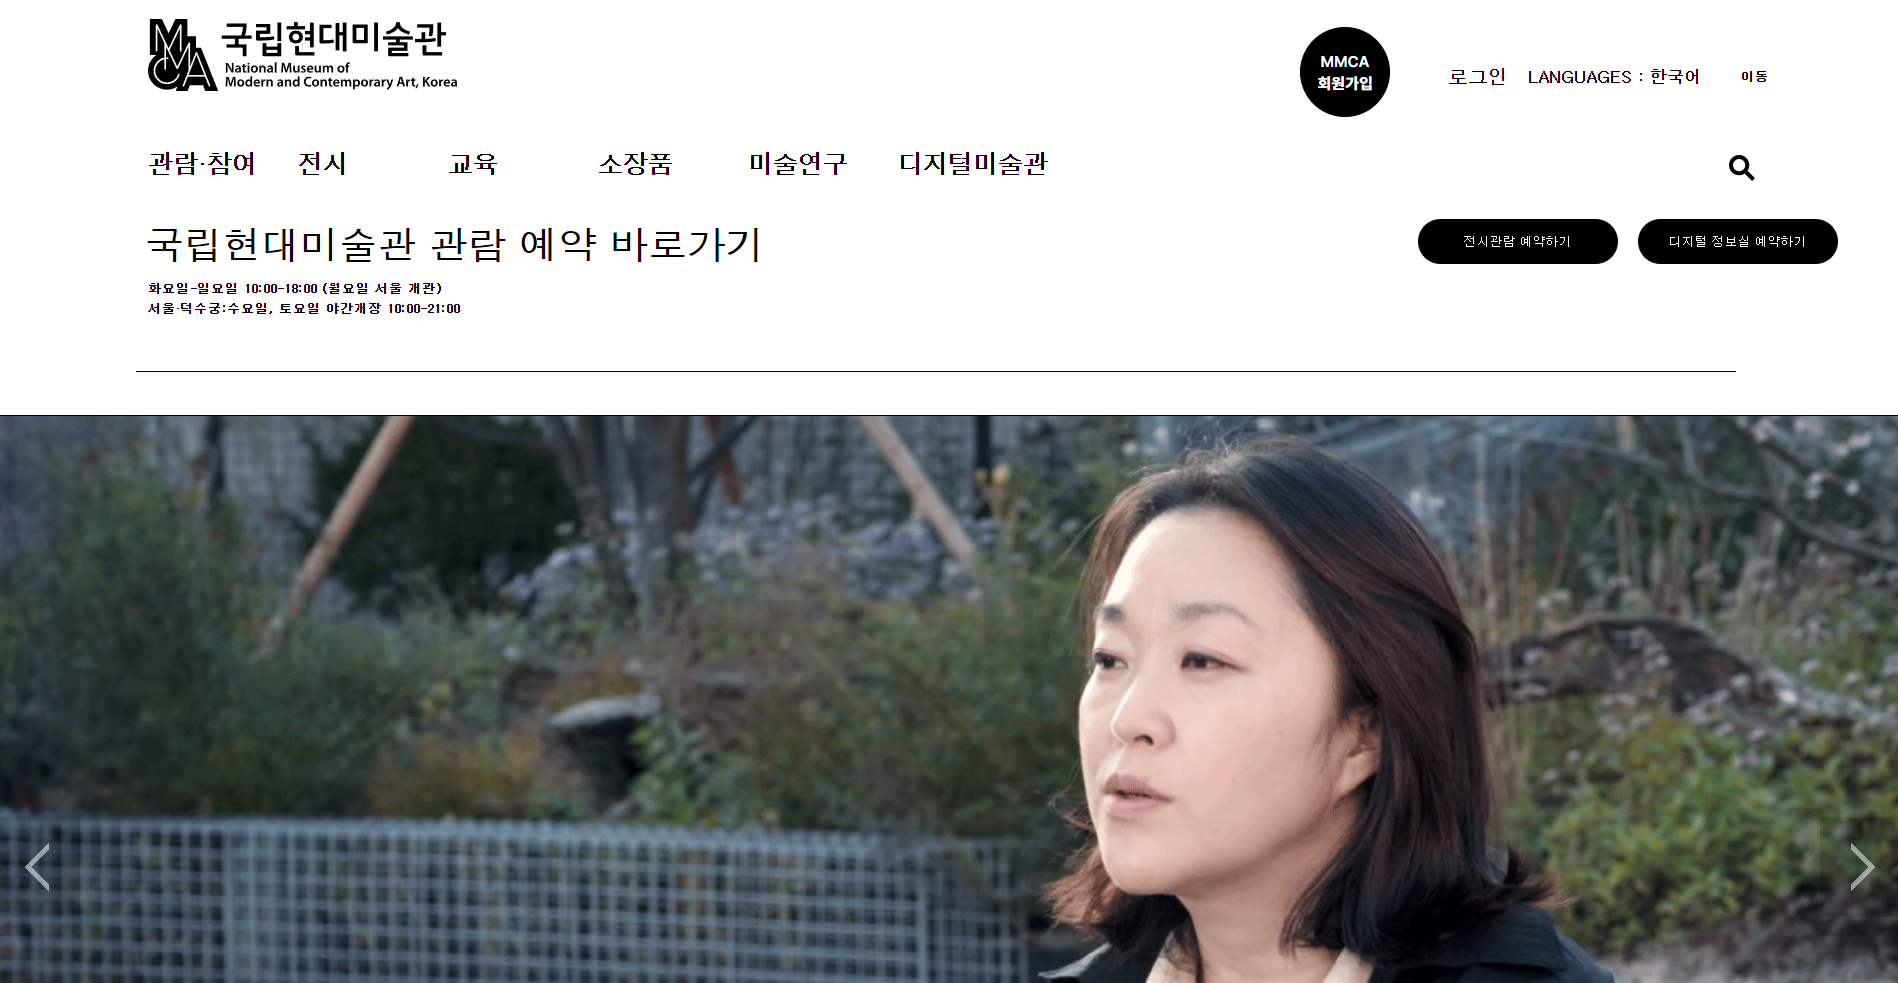 국립현대미술관
National Museum of
Modern and Contemporary Art, Korea
MMCA
회원가입
로그인
LANGUAGES : 한국어
이동
관람·참여
전시
교육
소장품
미술연구
디지털미술관
국립현대미술관 관람 예약 바로가기
전시관람 예약하기
디지털 정보실 예약하기
화요일-일요일 10:00-18:00 (월요일 서울 개관)
서울·덕수궁:수요일, 토요일 야간개장 10:00-21:00